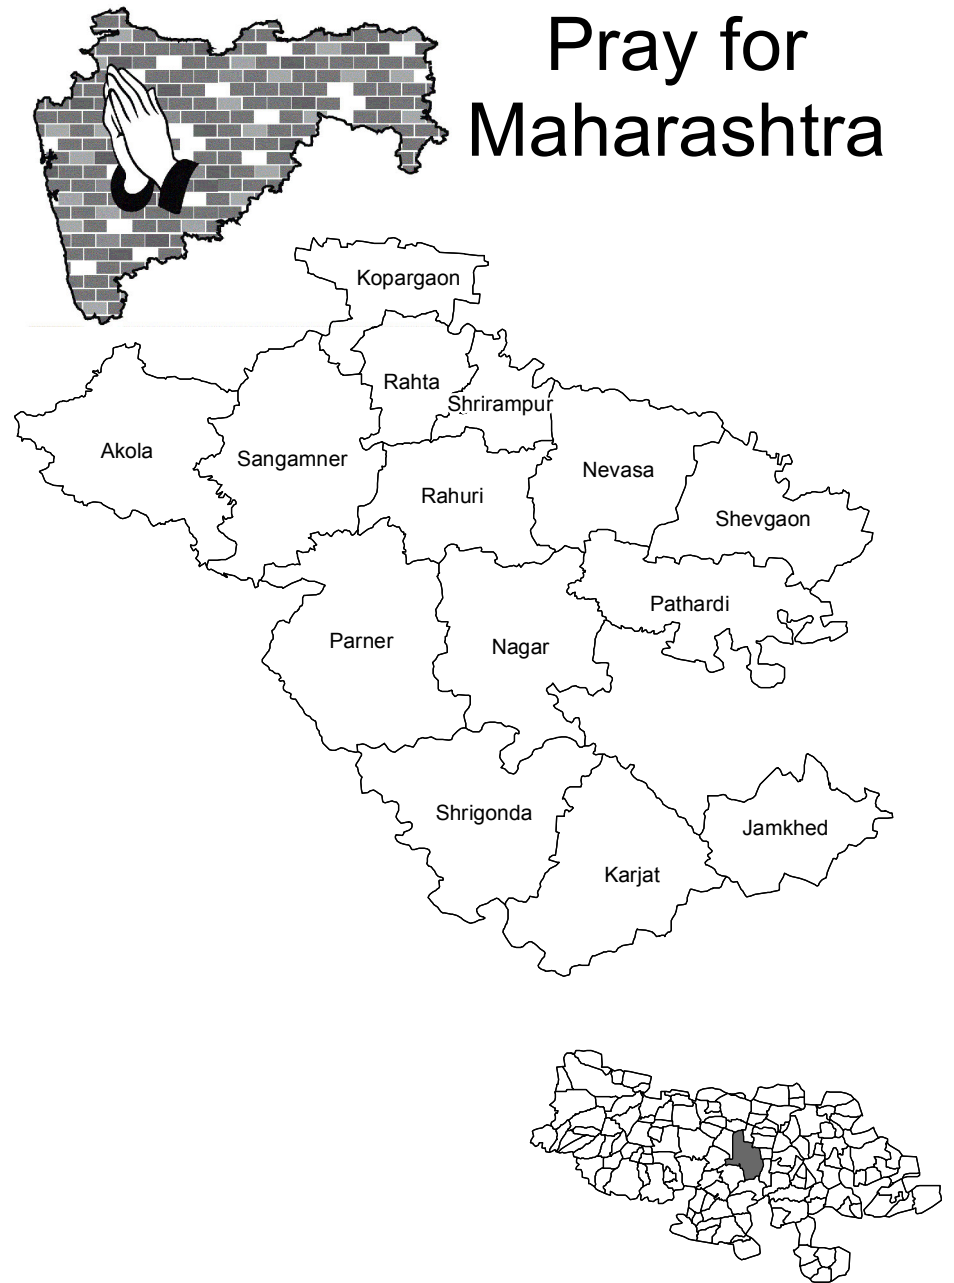 Pray for
Maharashtra
Kopargaon
Rahta
Shrirampur
Akola
Sangamner
Nevasa
Rahuri
Shevgaon
Pathardi
Parner
Nagar
Shrigonda
Jamkhed
Karjat